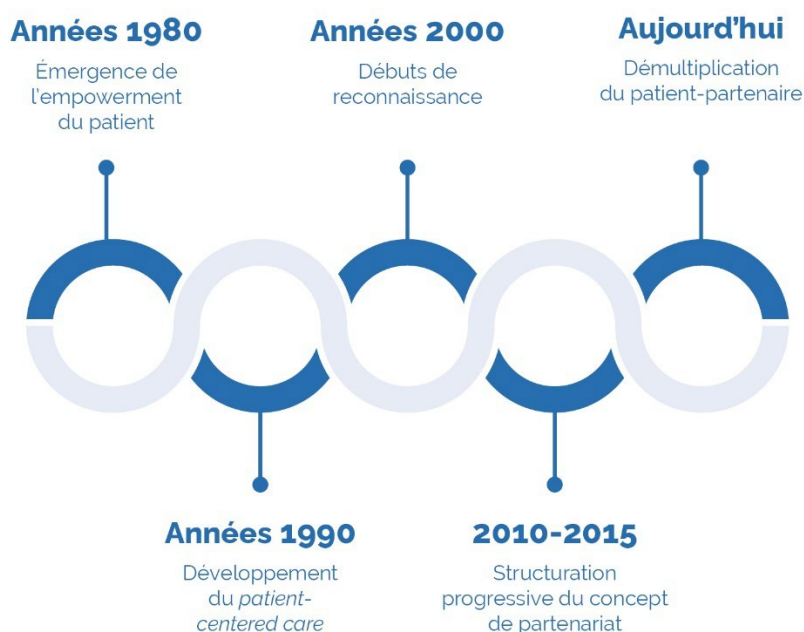 Années 1980
Émergence de
l'empowerment
du patient
Années 2000
Débuts de
reconnaissance
Aujourd'hui
Démultiplication
du patient-partenaire
Années 1990
Développement
du patient-
centered care
2010-2015
Structuration
progressive du concept
de partenariat